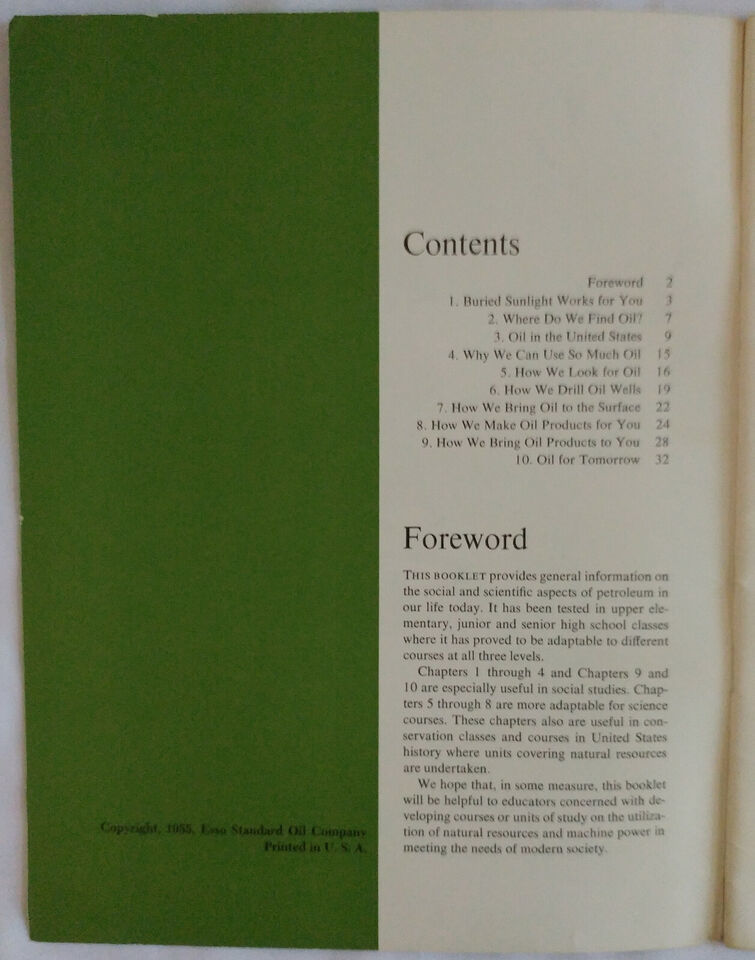 Contents
Foreword 2
1. Buried Sunlight Works for You 3
2. Where Do We Find Oil? 7
3. Oil in the United States 9
4. Why We Can Use So Much Oil 15
5. How We Look for Oil 16
6. How We Drill Oil Wells 19
7. How We Bring Oil to the Surface 22
8. How We Make Oil Products for You 24
9. How We Bring Oil Products to You 28
10. Oil for Tomorrow 32
Foreword
THIS BOOKLET provides general information on
the social and scientific aspects of petroleum in
our life today. It has been tested in upper ele-
mentary, junior and senior high school classes
where it has proved to be adaptable to different
courses at all three levels.
Chapters 1 through 4 and Chapters 9 and
10 are especially useful in social studies. Chap-
ters 5 through 8 are more adaptable for science
courses. These chapters also are useful in con-
servation classes and courses in United States
history where units covering natural resources
are undertaken.
We hope that, in some measure, this booklet
will be helpful to educators concerned with de-
veloping courses or units of study on the utiliza-
tion of natural resources and machine power in
meeting the needs of modern society.
Copyright, 1955, Esso Standard Oil Company
Printed in U. S. A.